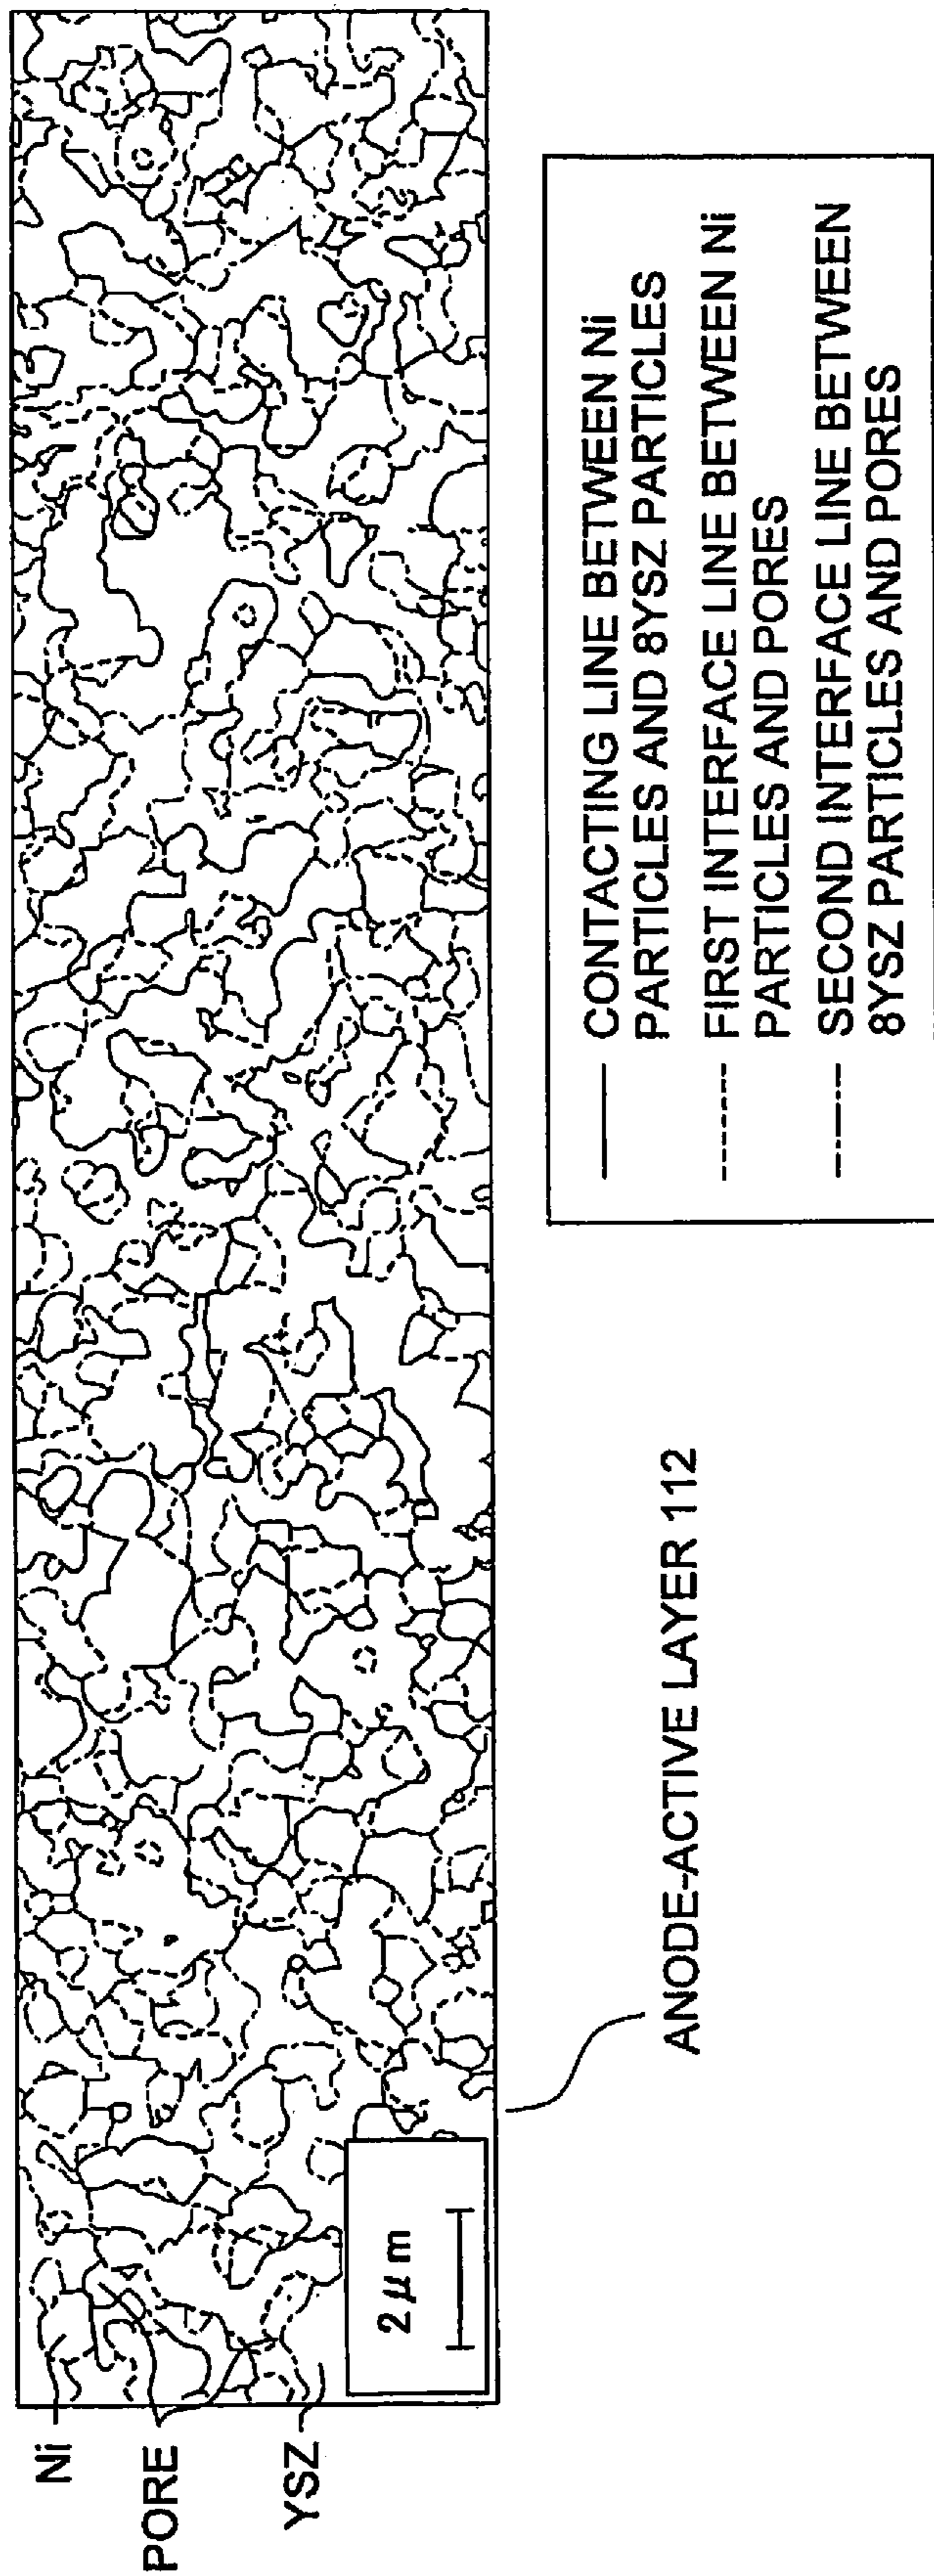 Ni
PORE
YSZ
2μm
ANODE-ACTIVE LAYER 112
CONTACTING LINE BETWEEN Ni
PARTICLES AND 8YSZ PARTICLES
FIRST INTERFACE LINE BETWEEN Ni
PARTICLES AND PORES
SECOND INTERFACE LINE BETWEEN
8YSZ PARTICLES AND PORES